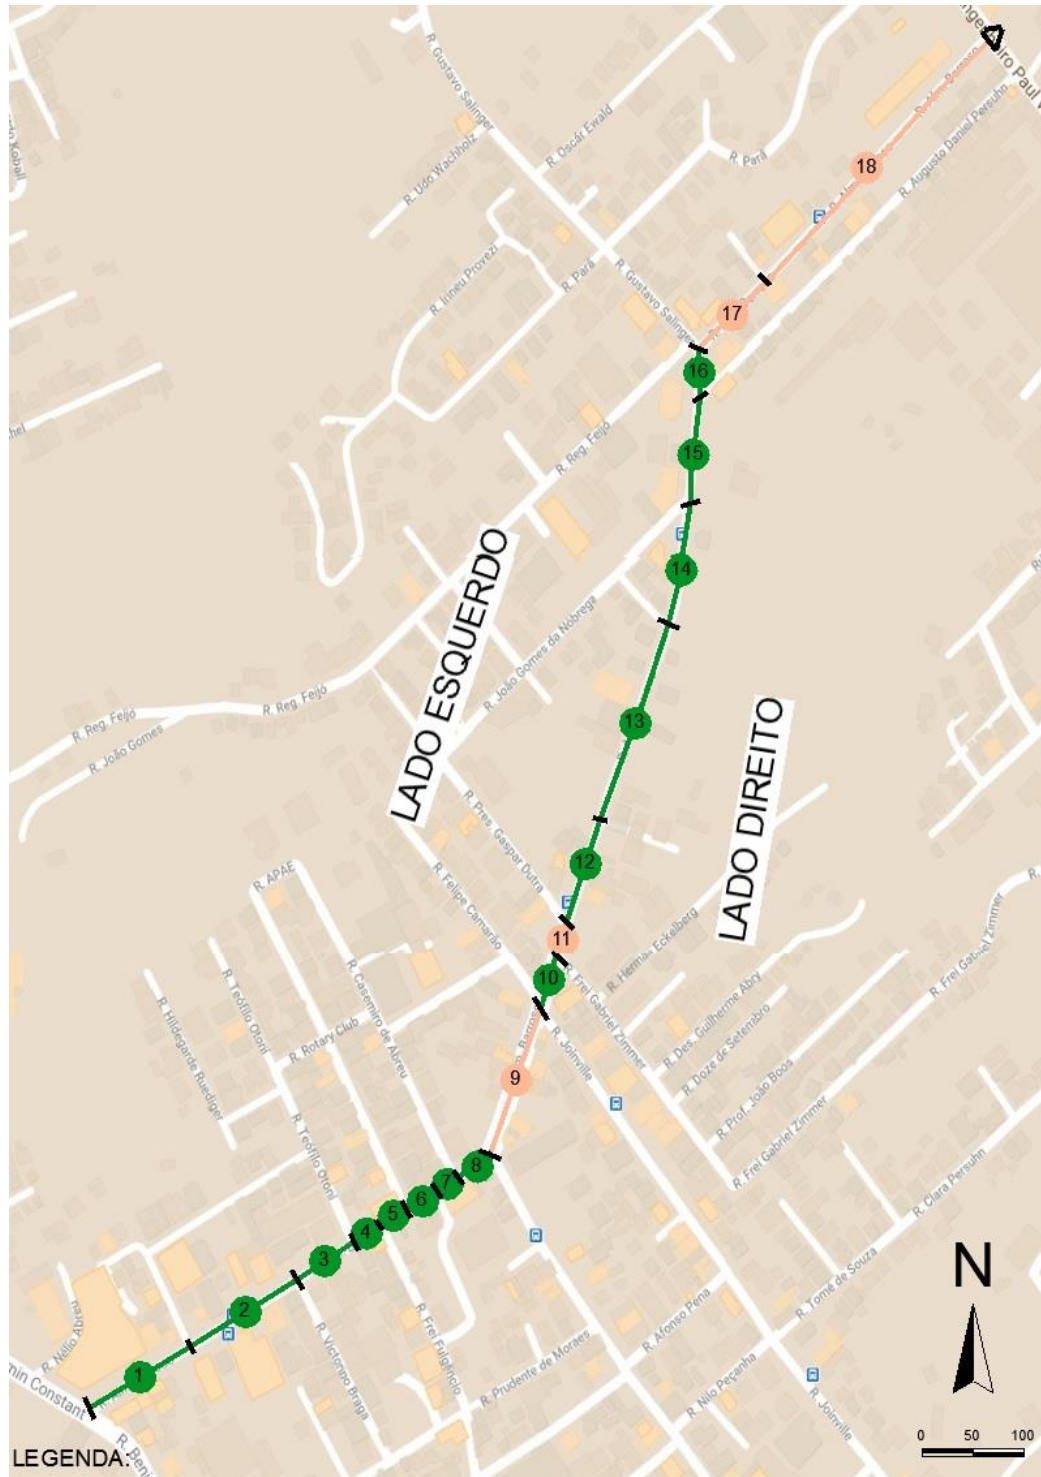 R. Gustavo Salinger
R. Oscár Ewald
R. Udo Wachholz
R. Pará
R. Augusto Daniel Persuhn
18
R. Irineu Provezi
R. Pará
R. Gustavo Salinger
17
16
15
R. Reg. Feijó
LADO ESQUERDO
14
R. João Gomes da Nóbrega
R. Reg. Feijó
R. Reg. Feijó
R. João Gomes
13
LADO DIREITO
R. Pres. Gaspar Dutra
12
R. APAE
R. Felipe Camarão
11
R. Herman Eckelberg
10
R. Frei Gabriel Zimmer
R. Frei Gabriel Zimmer
R. Teófilo Otoni
R. Casemiro de Abreu
R. Hildegarde Ruediger
R. Rotary Club
R. Joinville
R. Des. Guilherme Abry
R. Doze de Setembro
R. Prof. João Boos
9
R. Frei Gabriel Zimmer
R. Teófilo Otoni
8
7
6
5
4
3
R. Clara Persuhn
2
R. Tomé de Souza
N
R. Nélio Abreu
R. Victorino Braga
R. Frei Fulgêncio
R. Afonso Pena
R. Prudente de Moraes
R. Nilo Peçanha
R. Joinville
1
min Constant
R. Benj
0 50 100
LEGENDA: